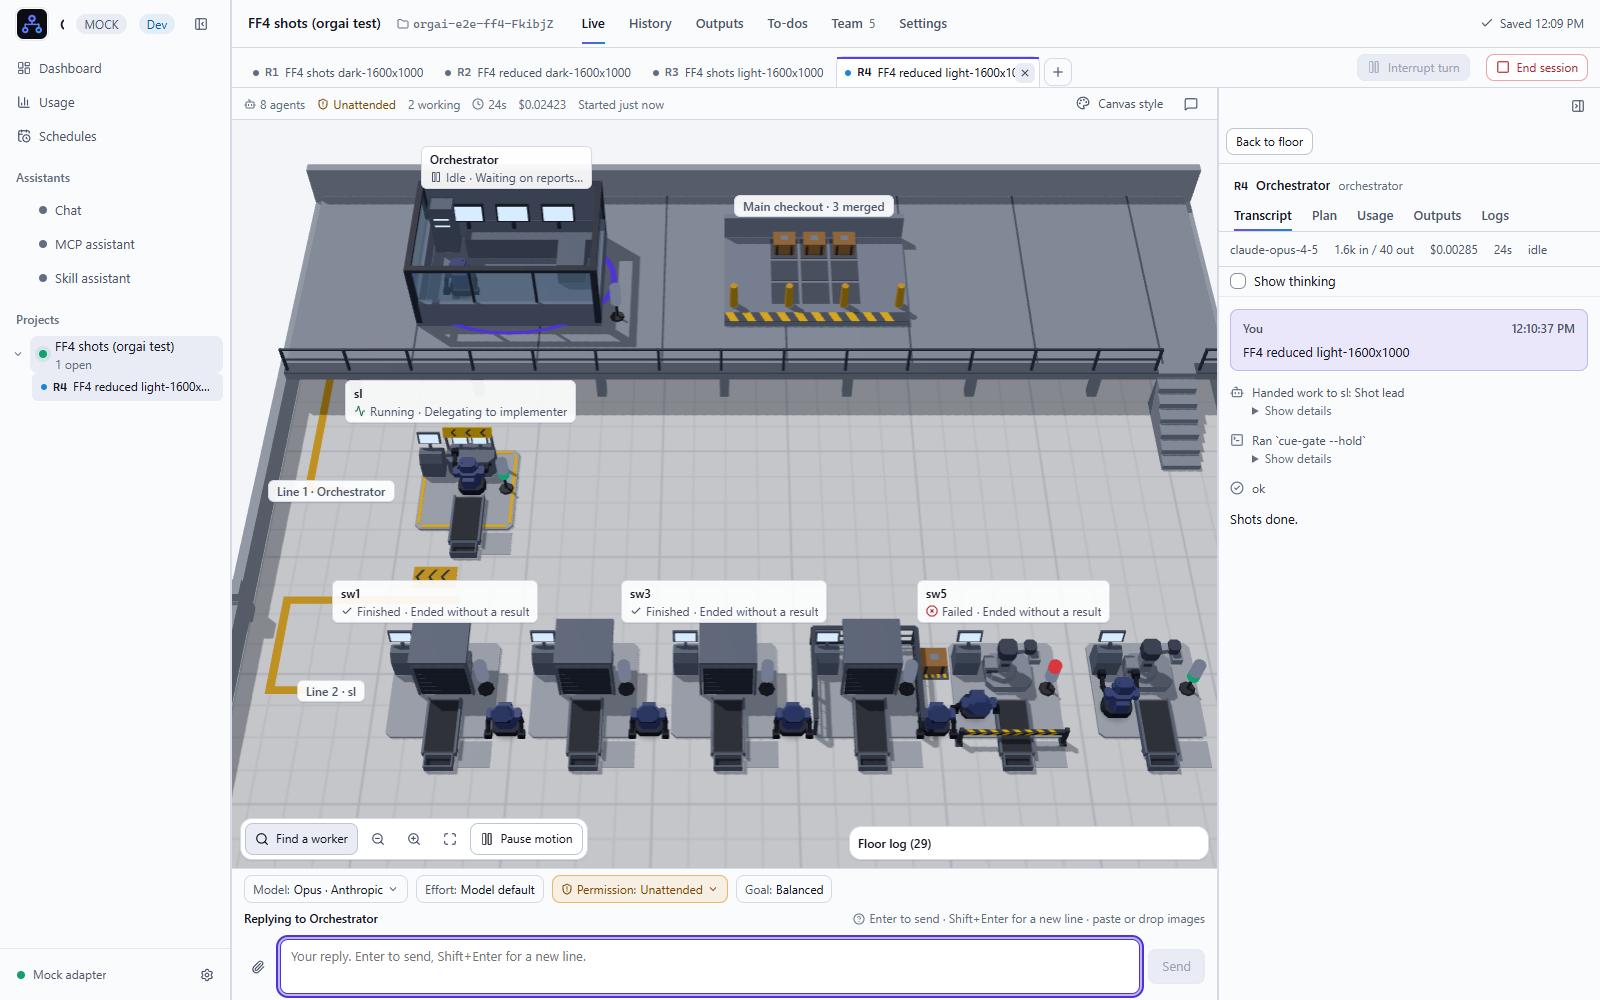 MOCK
Dev
Dashboard
Usage
Schedules
Assistants
Chat
MCP assistant
Skill assistant
Projects
FF4 shots (orgai test)
1 open
R4 FF4 reduced light-1600x...
Mock adapter
FF4 shots (orgai test)
orgai-e2e-ff4-FkibjZ
Live
History
Outputs
To-dos
Team 5
Settings
Saved 12:09 PM
R1 FF4 shots dark-1600x1000
R2 FF4 reduced dark-1600x1000
R3 FF4 shots light-1600x1000
R4 FF4 reduced light-1600x10
Interrupt turn
End session
8 agents
Unattended
2 working
24s
$0.02423
Started just now
Canvas style
Orchestrator
Idle · Waiting on reports...
Main checkout · 3 merged
sl
Running · Delegating to implementer
Line 1 · Orchestrator
sw1
Finished · Ended without a result
sw3
Finished · Ended without a result
sw5
Failed · Ended without a result
Line 2 · sl
Find a worker
Pause motion
Floor log (29)
Model: Opus · Anthropic
Effort: Model default
Permission: Unattended
Goal: Balanced
Replying to Orchestrator
Enter to send · Shift+Enter for a new line · paste or drop images
Your reply. Enter to send, Shift+Enter for a new line.
Send
Back to floor
R4 Orchestrator orchestrator
Transcript
Plan
Usage
Outputs
Logs
claude-opus-4-5
1.6k in / 40 out
$0.00285
24s
idle
Show thinking
You
12:10:37 PM
FF4 reduced light-1600x1000
Handed work to sl: Shot lead
Show details
Ran `cue-gate --hold`
Show details
ok
Shots done.